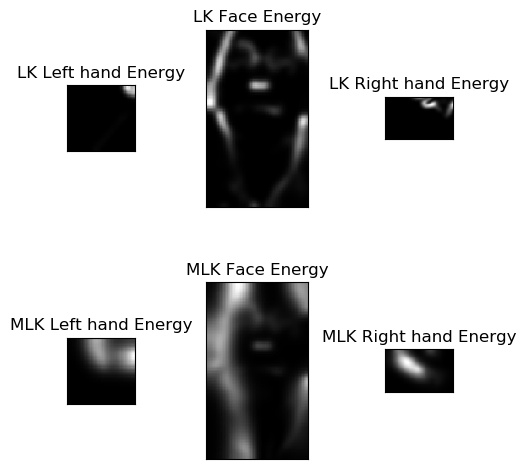 LK Face Energy
LK Left hand Energy
LK Right hand Energy
MLK Face Energy
MLK Left hand Energy
MLK Right hand Energy